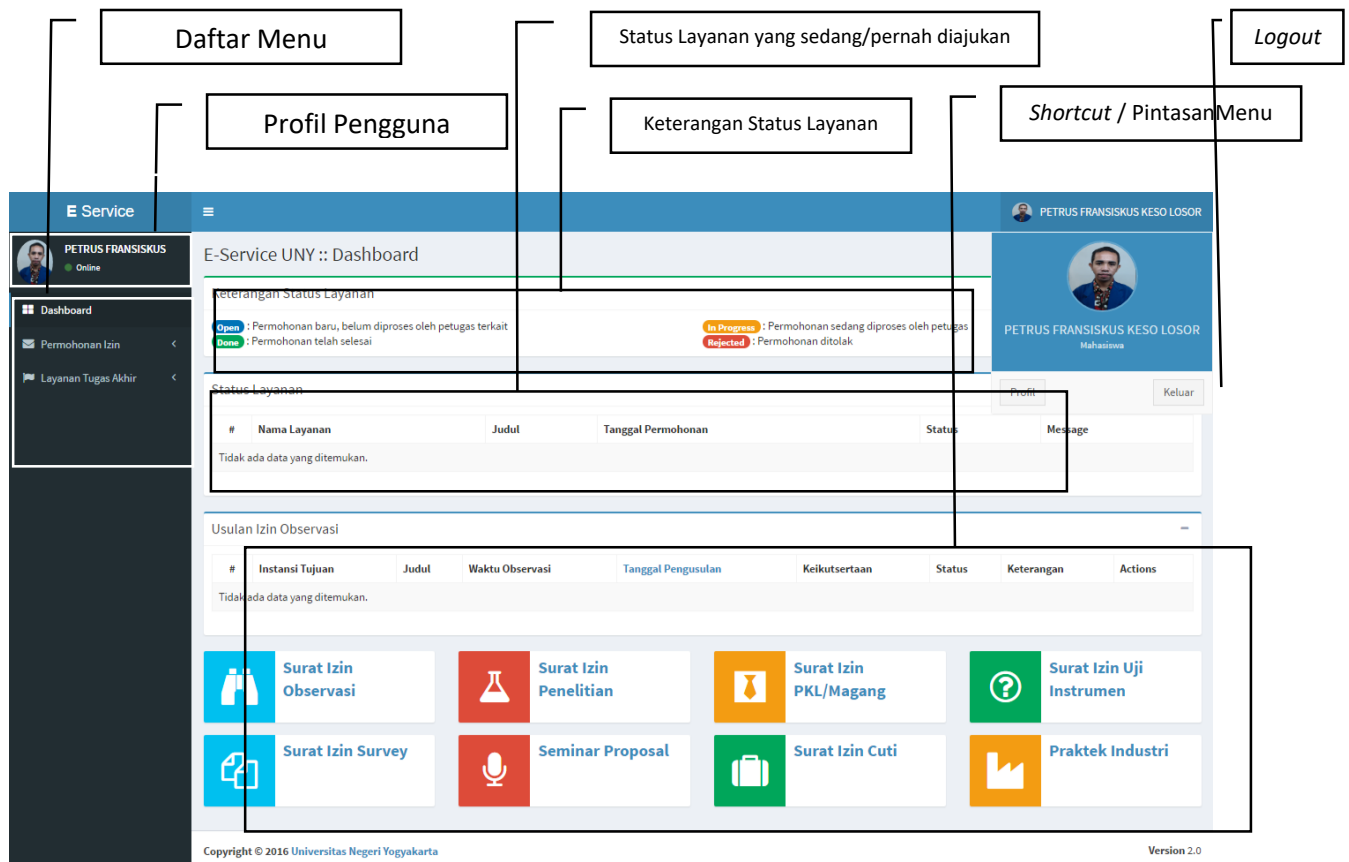 Daftar Menu
Status Layanan yang sedang/pernah diajukan
Logout
Profil Pengguna
Keterangan Status Layanan
Shortcut / PintasanMenu
E Service
PETRUS FRANSISKUS KESO LOSOR
PETRUS FRANSISKUS
Online
E-Service UNY :: Dashboard
Dashboard
Permohonan Izin
Layanan Tugas Akhir
Keterangan Status Layanan
Open : Permohonan baru, belum diproses oleh petugas terkait
In Progress : Permohonan sedang diproses oleh petugas
Done : Permohonan telah selesai
Rejected : Permohonan ditolak
PETRUS FRANSISKUS KESO LOSOR
Mahasiswa
Profil
Keluar
Status Layanan
# Nama Layanan Judul Tanggal Permohonan Status Message
Tidak ada data yang ditemukan.
Usulan Izin Observasi
# Instansi Tujuan Judul Waktu Observasi Tanggal Pengusulan Keikutsertaan Status Keterangan Actions
Tidak ada data yang ditemukan.
Surat Izin
Observasi
Surat Izin
Penelitian
Surat Izin
PKL/Magang
Surat Izin Uji
Instrumen
Surat Izin Survey
Seminar Proposal
Surat Izin Cuti
Praktek Industri
Copyright © 2016 Universitas Negeri Yogyakarta
Version 2.0